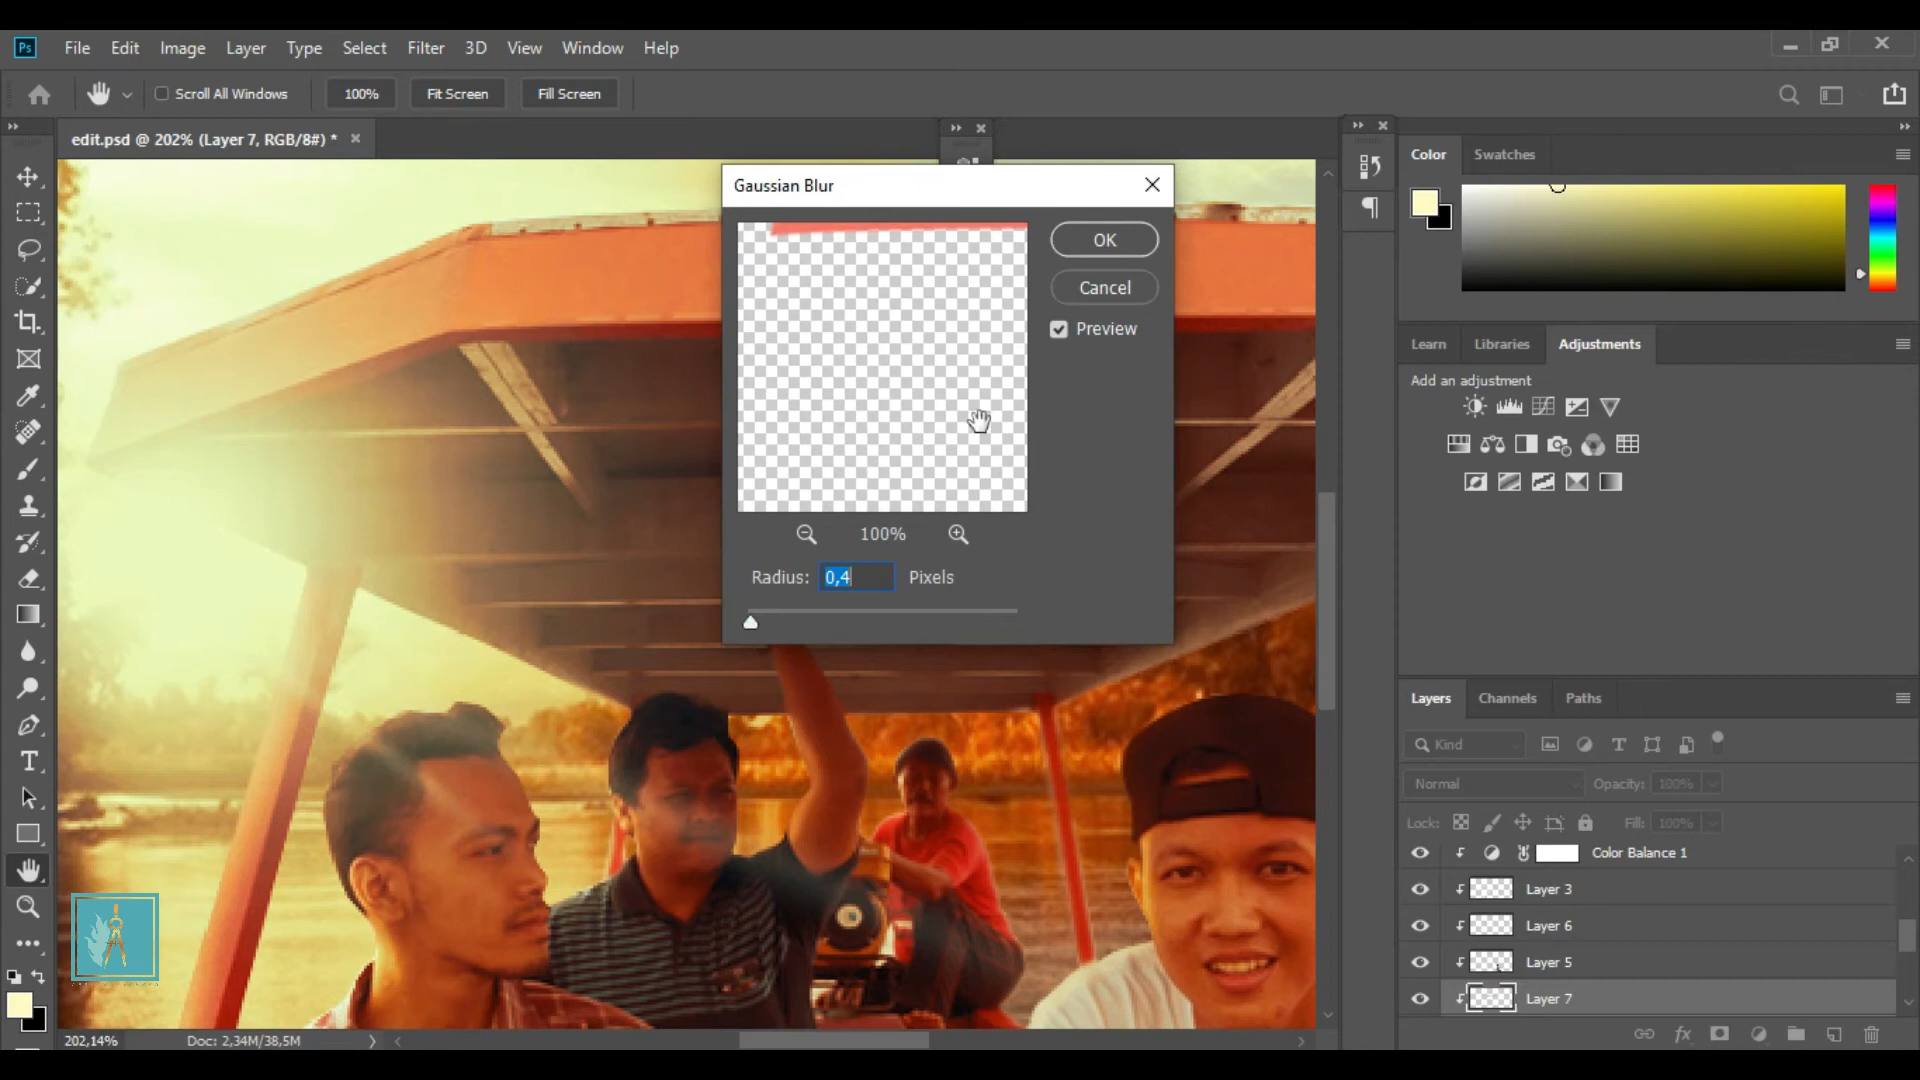 Ps File Edit Image Layer Type Select Filter 3D View Window Help
Scroll All Windows 100% Fit Screen Fill Screen
edit.psd @ 202% (Layer 7, RGB/8#) *
Gaussian Blur
OK
Cancel
Preview
100%
Radius: 0,4 Pixels
Color Swatches
Learn Libraries Adjustments
Add an adjustment
Layers Channels Paths
Kind
Normal Opacity: 100%
Lock: Fill: 100%
Color Balance 1
Layer 3
Layer 6
Layer 5
Layer 7
202,14% Doc: 2,34M/38,5M